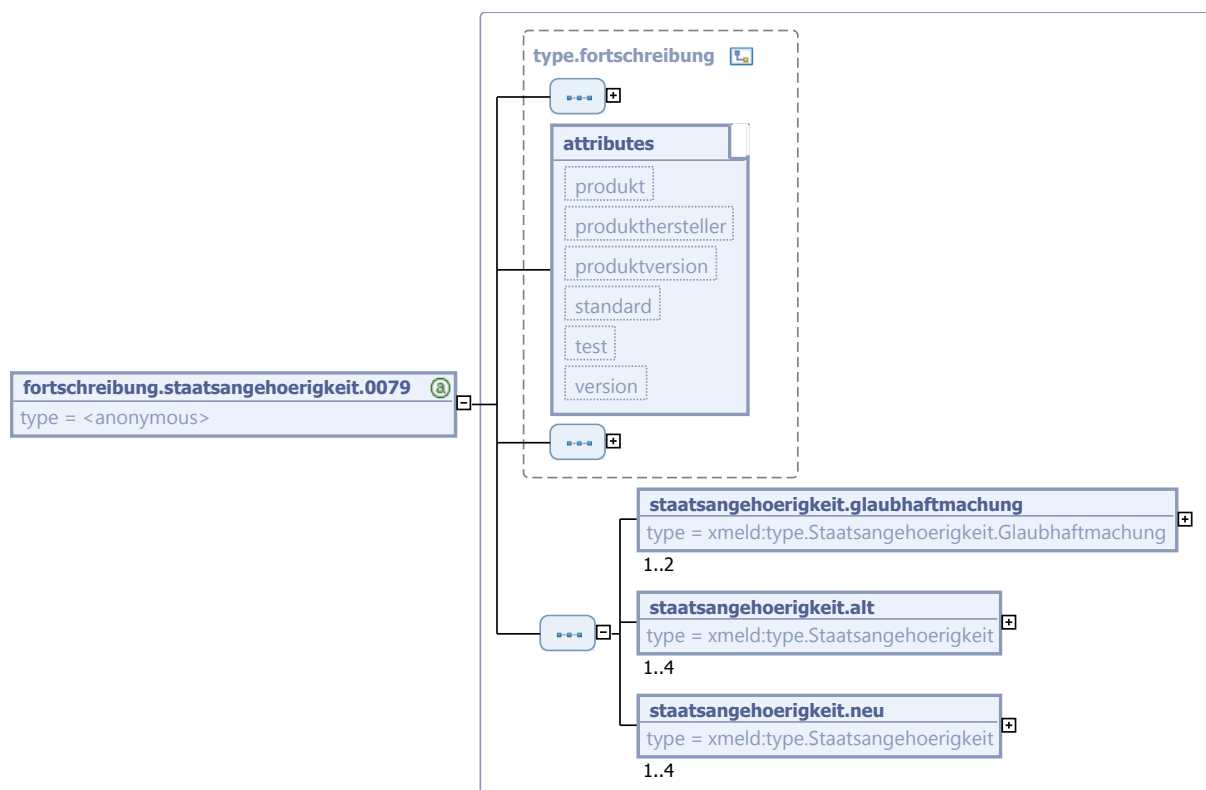 type.fortschreibung
attributes
produkt
produkthersteller
produktversion
standard
test
version
fortschreibung.staatsangehoerigkeit.0079 a
type = <anonymous>
staatsangehoerigkeit.glaubhaftmachung
type = xmeld:type.Staatsangehoerigkeit.Glaubhaftmachung
1..2
staatsangehoerigkeit.alt
type = xmeld:type.Staatsangehoerigkeit
1..4
staatsangehoerigkeit.neu
type = xmeld:type.Staatsangehoerigkeit
1..4